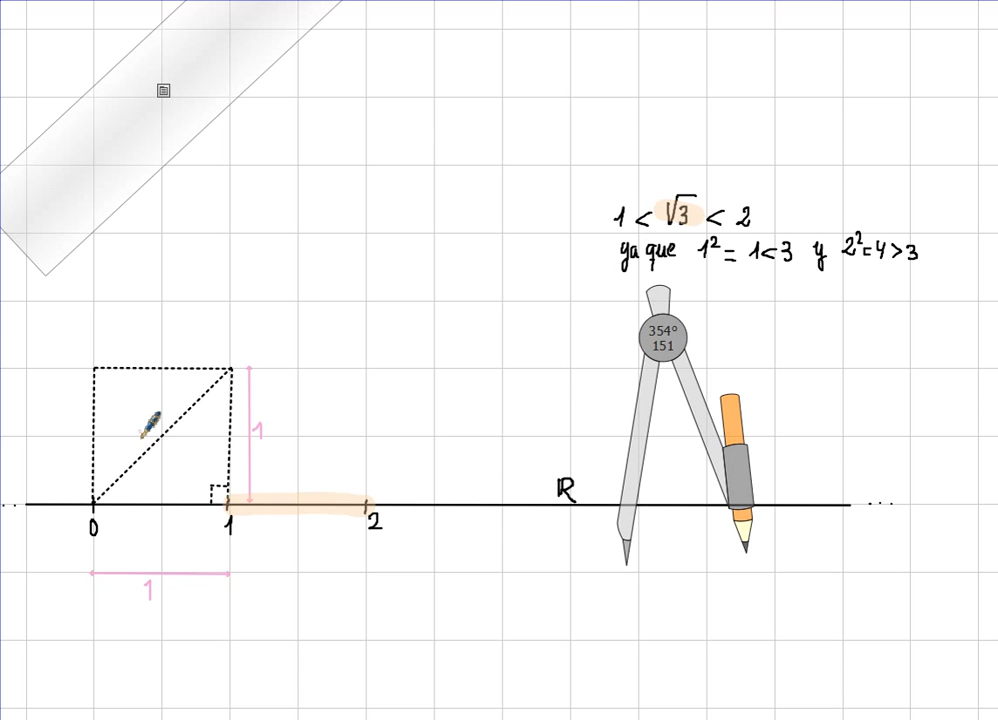 1 < √3 < 2
ya que 1² = 1<3 y 2²=4>3
354°
151
1
ℝ
... 
0 1 2
...
1